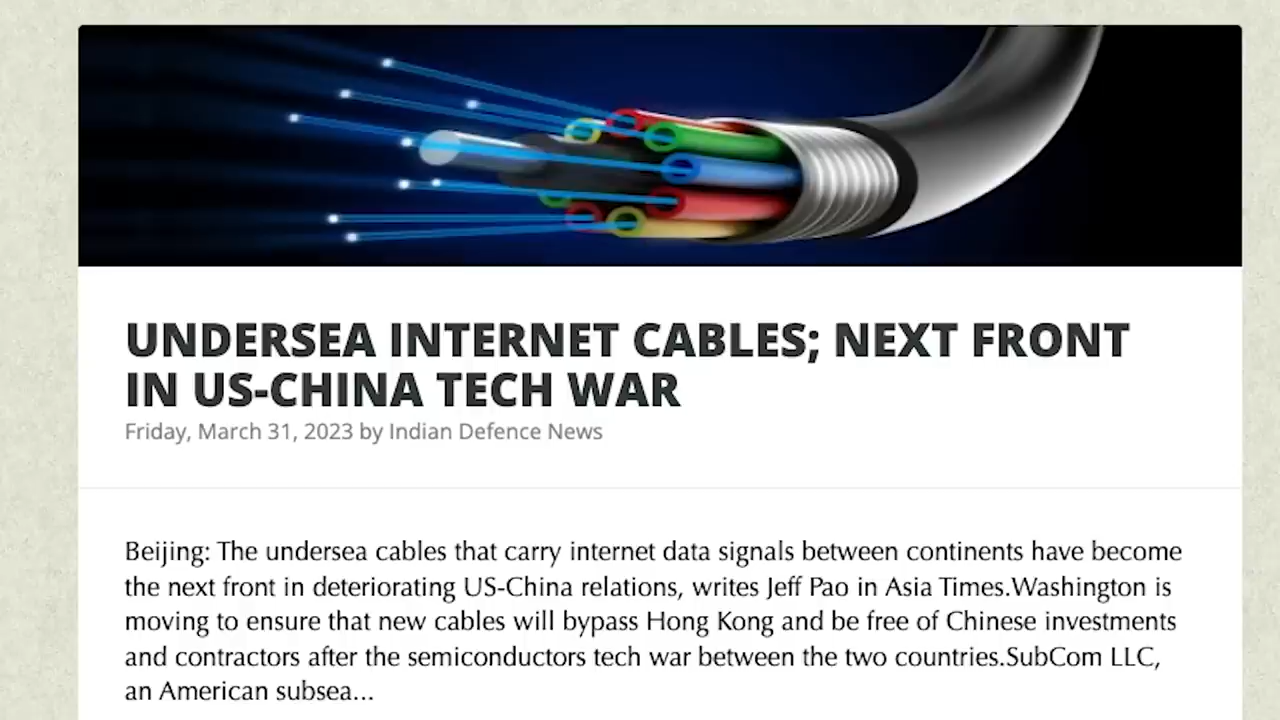 UNDERSEA INTERNET CABLES; NEXT FRONT
IN US-CHINA TECH WAR
Friday, March 31, 2023 by Indian Defence News
Beijing: The undersea cables that carry internet data signals between continents have become
the next front in deteriorating US-China relations, writes Jeff Pao in Asia Times.Washington is
moving to ensure that new cables will bypass Hong Kong and be free of Chinese investments
and contractors after the semiconductors tech war between the two countries.SubCom LLC,
an American subsea...